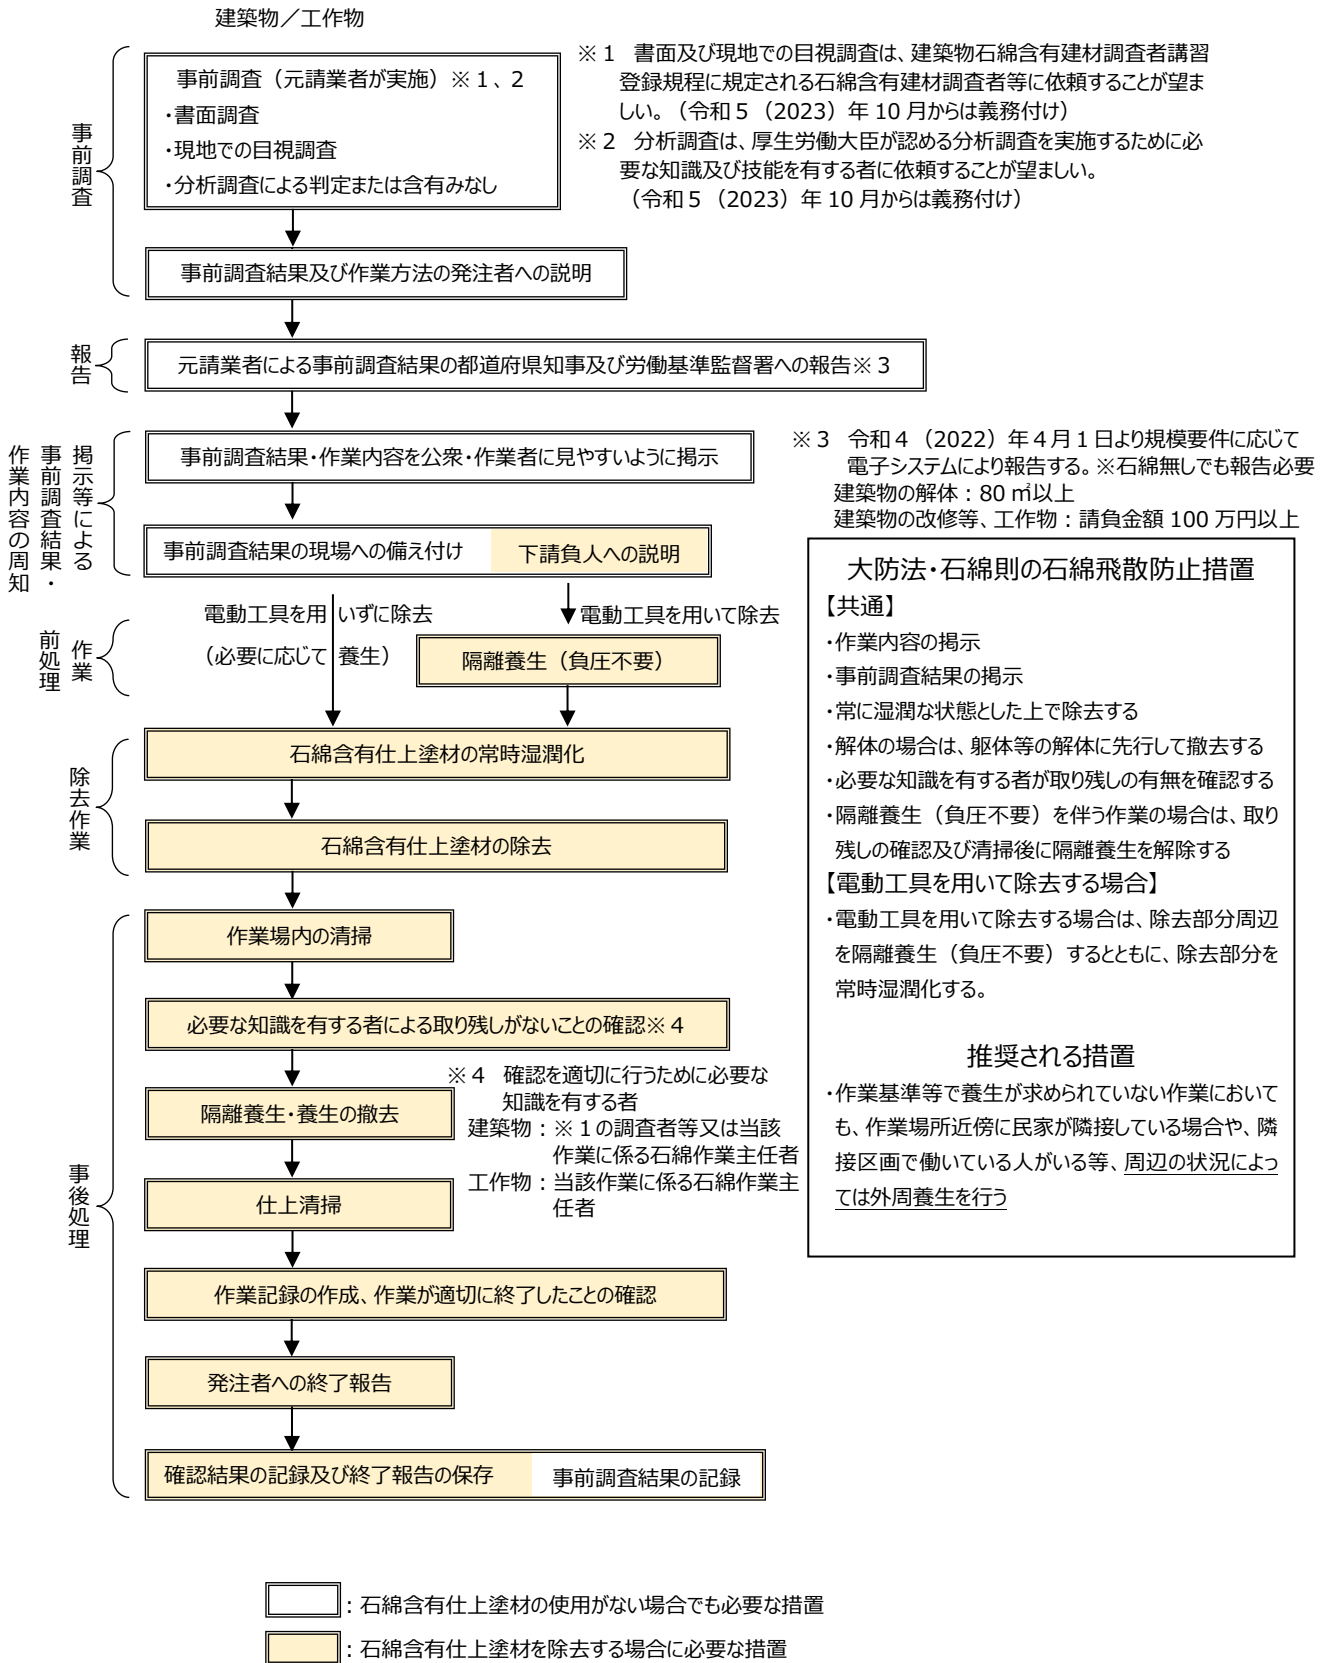 建築物／工作物
事前調査
事前調査（元請業者が実施）※１、２
・書面調査
・現地での目視調査
・分析調査による判定または含有みなし
※１　書面及び現地での目視調査は、建築物石綿含有建材調査者講習
登録規程に規定される石綿含有建材調査者等に依頼することが望ま
しい。（令和５（2023）年 10 月からは義務付け）
※２　分析調査は、厚生労働大臣が認める分析調査を実施するために必
要な知識及び技能を有する者に依頼することが望ましい。
（令和５（2023）年 10 月からは義務付け）
事前調査結果及び作業方法の発注者への説明
報告
元請業者による事前調査結果の都道府県知事及び労働基準監督署への報告※３
掲示等による
事前調査結果・
作業内容の周知
事前調査結果・作業内容を公衆・作業者に見やすいように掲示
※３　令和４（2022）年４月１日より規模要件に応じて
電子システムにより報告する。※石綿無しでも報告必要
建築物の解体：80 ㎡以上
建築物の改修等、工作物：請負金額 100 万円以上
事前調査結果の現場への備え付け
下請負人への説明
作業
前処理
電動工具を用いずに除去
（必要に応じて養生）
電動工具を用いて除去
隔離養生（負圧不要）
除去作業
石綿含有仕上塗材の常時湿潤化
石綿含有仕上塗材の除去
事後処理
作業場内の清掃
必要な知識を有する者による取り残しがないことの確認※４
※４　確認を適切に行うために必要な
知識を有する者
建築物：※１の調査者等又は当該
作業に係る石綿作業主任者
工作物：当該作業に係る石綿作業主
任者
隔離養生・養生の撤去
仕上清掃
作業記録の作成、作業が適切に終了したことの確認
発注者への終了報告
確認結果の記録及び終了報告の保存
事前調査結果の記録
大防法・石綿則の石綿飛散防止措置
【共通】
・作業内容の掲示
・事前調査結果の掲示
・常に湿潤な状態とした上で除去する
・解体の場合は、躯体等の解体に先行して撤去する
・必要な知識を有する者が取り残しの有無を確認する
・隔離養生（負圧不要）を伴う作業の場合は、取り
残しの確認及び清掃後に隔離養生を解除する
【電動工具を用いて除去する場合】
・電動工具を用いて除去する場合は、除去部分周辺
を隔離養生（負圧不要）するとともに、除去部分を
常時湿潤化する。
推奨される措置
・作業基準等で養生が求められていない作業において
も、作業場所近傍に民家が隣接している場合や、隣
接区画で働いている人がいる等、周辺の状況によっ
ては外周養生を行う
：石綿含有仕上塗材の使用がない場合でも必要な措置
：石綿含有仕上塗材を除去する場合に必要な措置